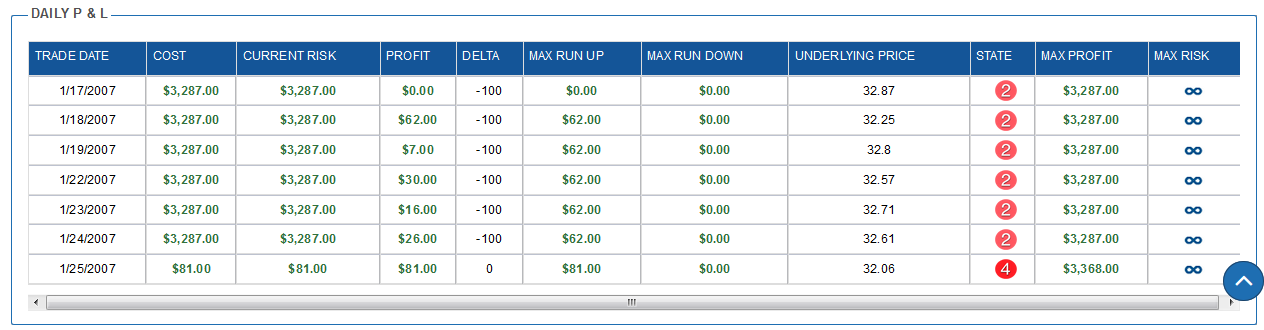 DAILY P & L
TRADE DATE COST CURRENT RISK PROFIT DELTA MAX RUN UP MAX RUN DOWN UNDERLYING PRICE STATE MAX PROFIT MAX RISK
1/17/2007 $3,287.00 $3,287.00 $0.00 -100 $0.00 $0.00 32.87 2 $3,287.00 ∞
1/18/2007 $3,287.00 $3,287.00 $62.00 -100 $62.00 $0.00 32.25 2 $3,287.00 ∞
1/19/2007 $3,287.00 $3,287.00 $7.00 -100 $62.00 $0.00 32.8 2 $3,287.00 ∞
1/22/2007 $3,287.00 $3,287.00 $30.00 -100 $62.00 $0.00 32.57 2 $3,287.00 ∞
1/23/2007 $3,287.00 $3,287.00 $16.00 -100 $62.00 $0.00 32.71 2 $3,287.00 ∞
1/24/2007 $3,287.00 $3,287.00 $26.00 -100 $62.00 $0.00 32.61 2 $3,287.00 ∞
1/25/2007 $81.00 $81.00 $81.00 0 $81.00 $0.00 32.06 4 $3,368.00 ∞